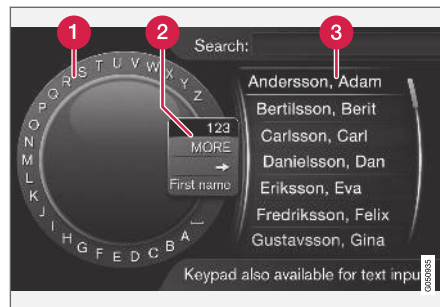 1
2
3
Search:
A B C D E F G H I J K L M N O P Q R S T U V W X Y Z
123
MORE
➞
First name
Andersson, Adam
Bertilsson, Berit
Carlsson, Carl
Danielsson, Dan
Eriksson, Eva
Fredriksson, Felix
Gustavsson, Gina
Keypad also available for text input
G050935